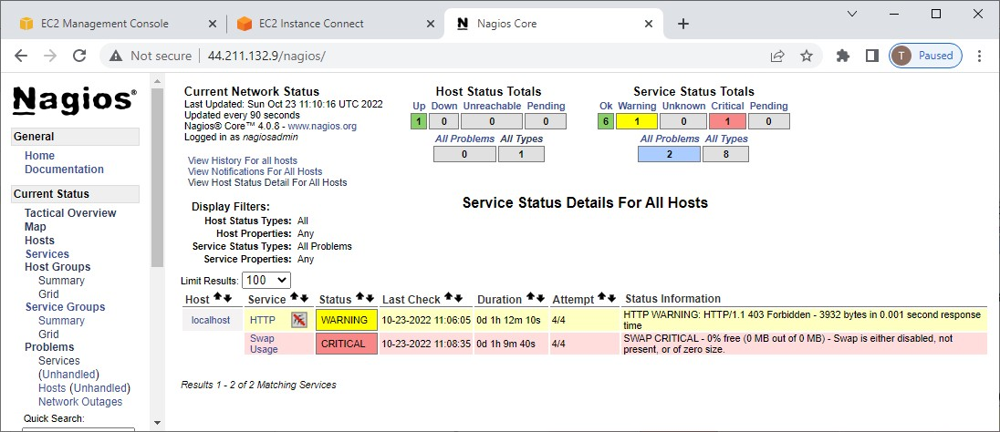 EC2 Management Console
EC2 Instance Connect
Nagios Core
Not secure
44.211.132.9/nagios/
T
Paused
Nagios®
General
Home
Documentation
Current Status
Tactical Overview
Map
Hosts
Services
Host Groups
Summary
Grid
Service Groups
Summary
Grid
Problems
Services
(Unhandled)
Hosts (Unhandled)
Network Outages
Quick Search:
Current Network Status
Last Updated: Sun Oct 23 11:10:16 UTC 2022
Updated every 90 seconds
Nagios® Core™ 4.0.8 - www.nagios.org
Logged in as nagiosadmin
View History For all hosts
View Notifications For All Hosts
View Host Status Detail For All Hosts
Host Status Totals
Up Down Unreachable Pending
1 0 0 0
All Problems All Types
0 1
Service Status Totals
Ok Warning Unknown Critical Pending
6 1 0 1 0
All Problems All Types
2 8
Display Filters:
Host Status Types: All
Host Properties: Any
Service Status Types: All Problems
Service Properties: Any
Service Status Details For All Hosts
Limit Results: 100
Host Service Status Last Check Duration Attempt Status Information
localhost HTTP WARNING 10-23-2022 11:06:05 0d 1h 12m 10s 4/4 HTTP WARNING: HTTP/1.1 403 Forbidden - 3932 bytes in 0.001 second response
time
Swap
Usage
CRITICAL 10-23-2022 11:08:35 0d 1h 9m 40s 4/4 SWAP CRITICAL - 0% free (0 MB out of 0 MB) - Swap is either disabled, not
present, or of zero size.
Results 1 - 2 of 2 Matching Services